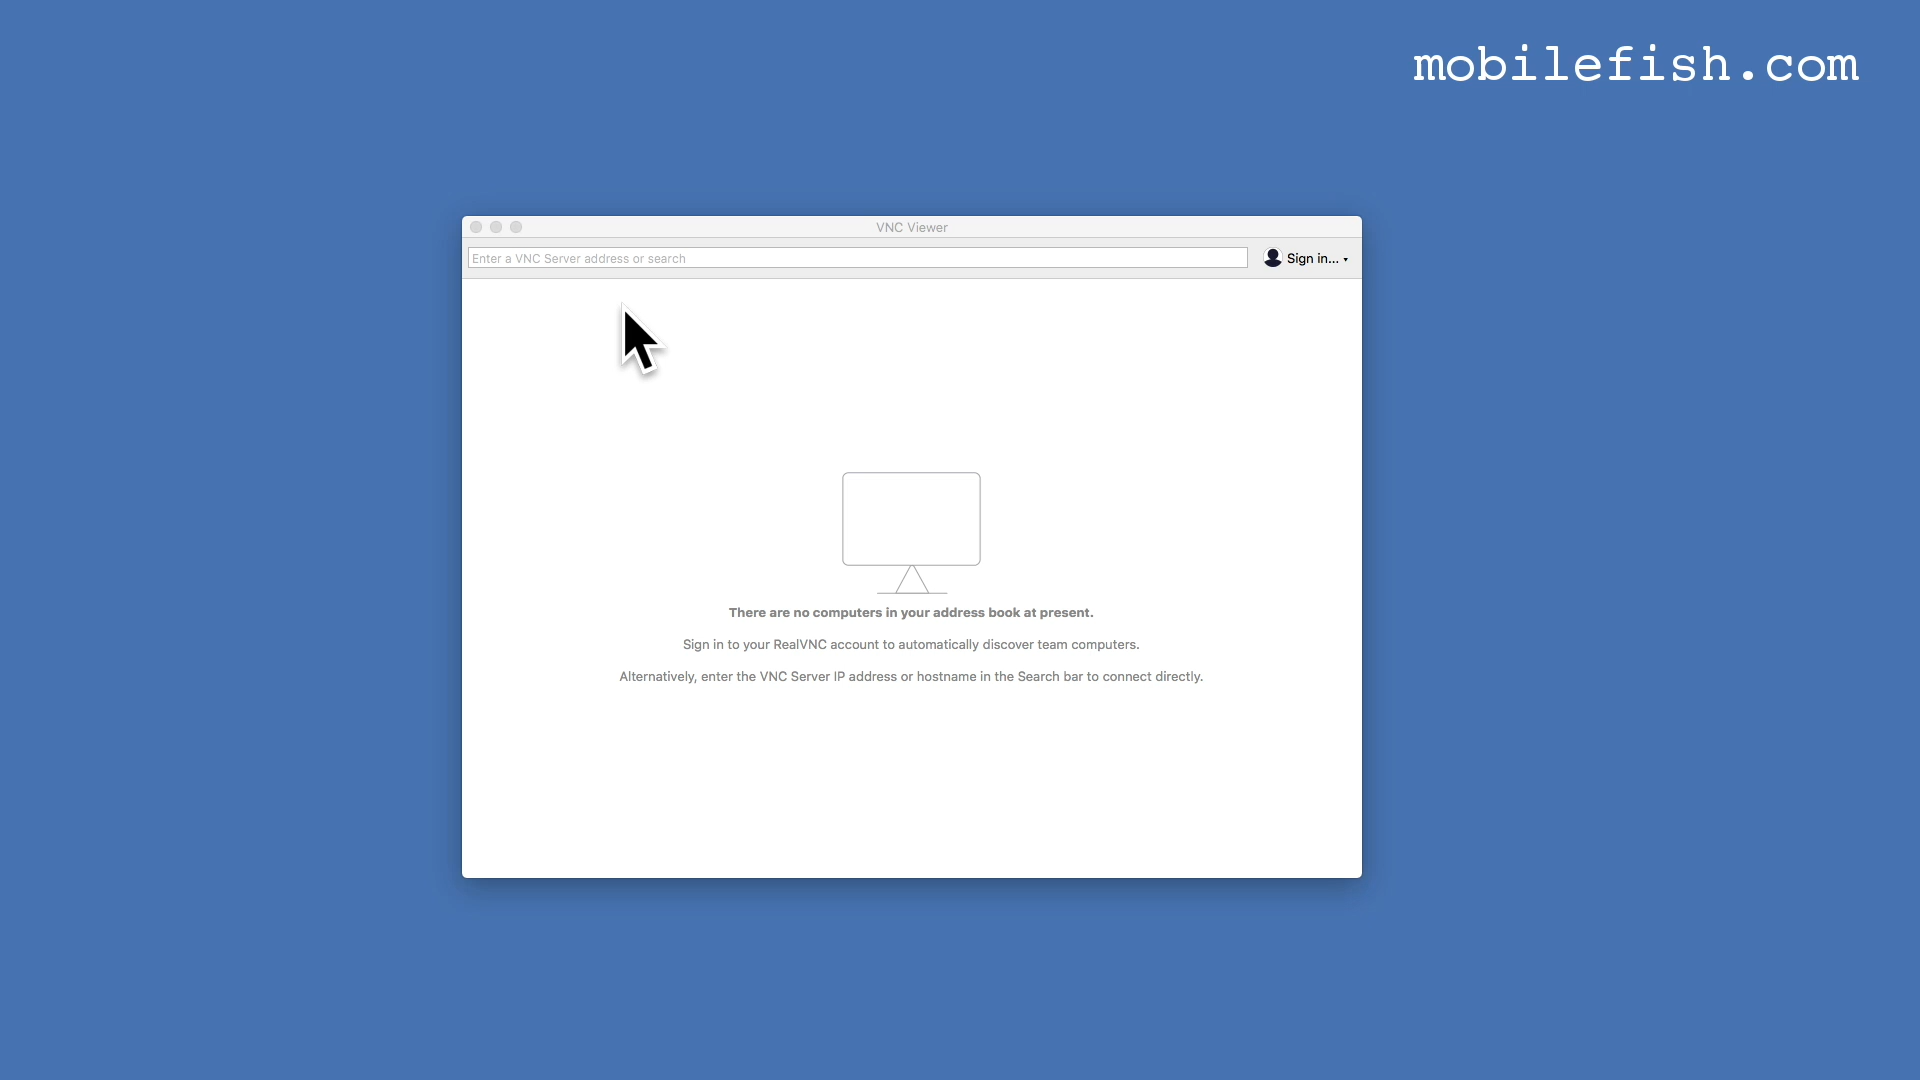 mobilefish.com
VNC Viewer
Enter a VNC Server address or search
Sign in...
There are no computers in your address book at present.
Sign in to your RealVNC account to automatically discover team computers.
Alternatively, enter the VNC Server IP address or hostname in the Search bar to connect directly.